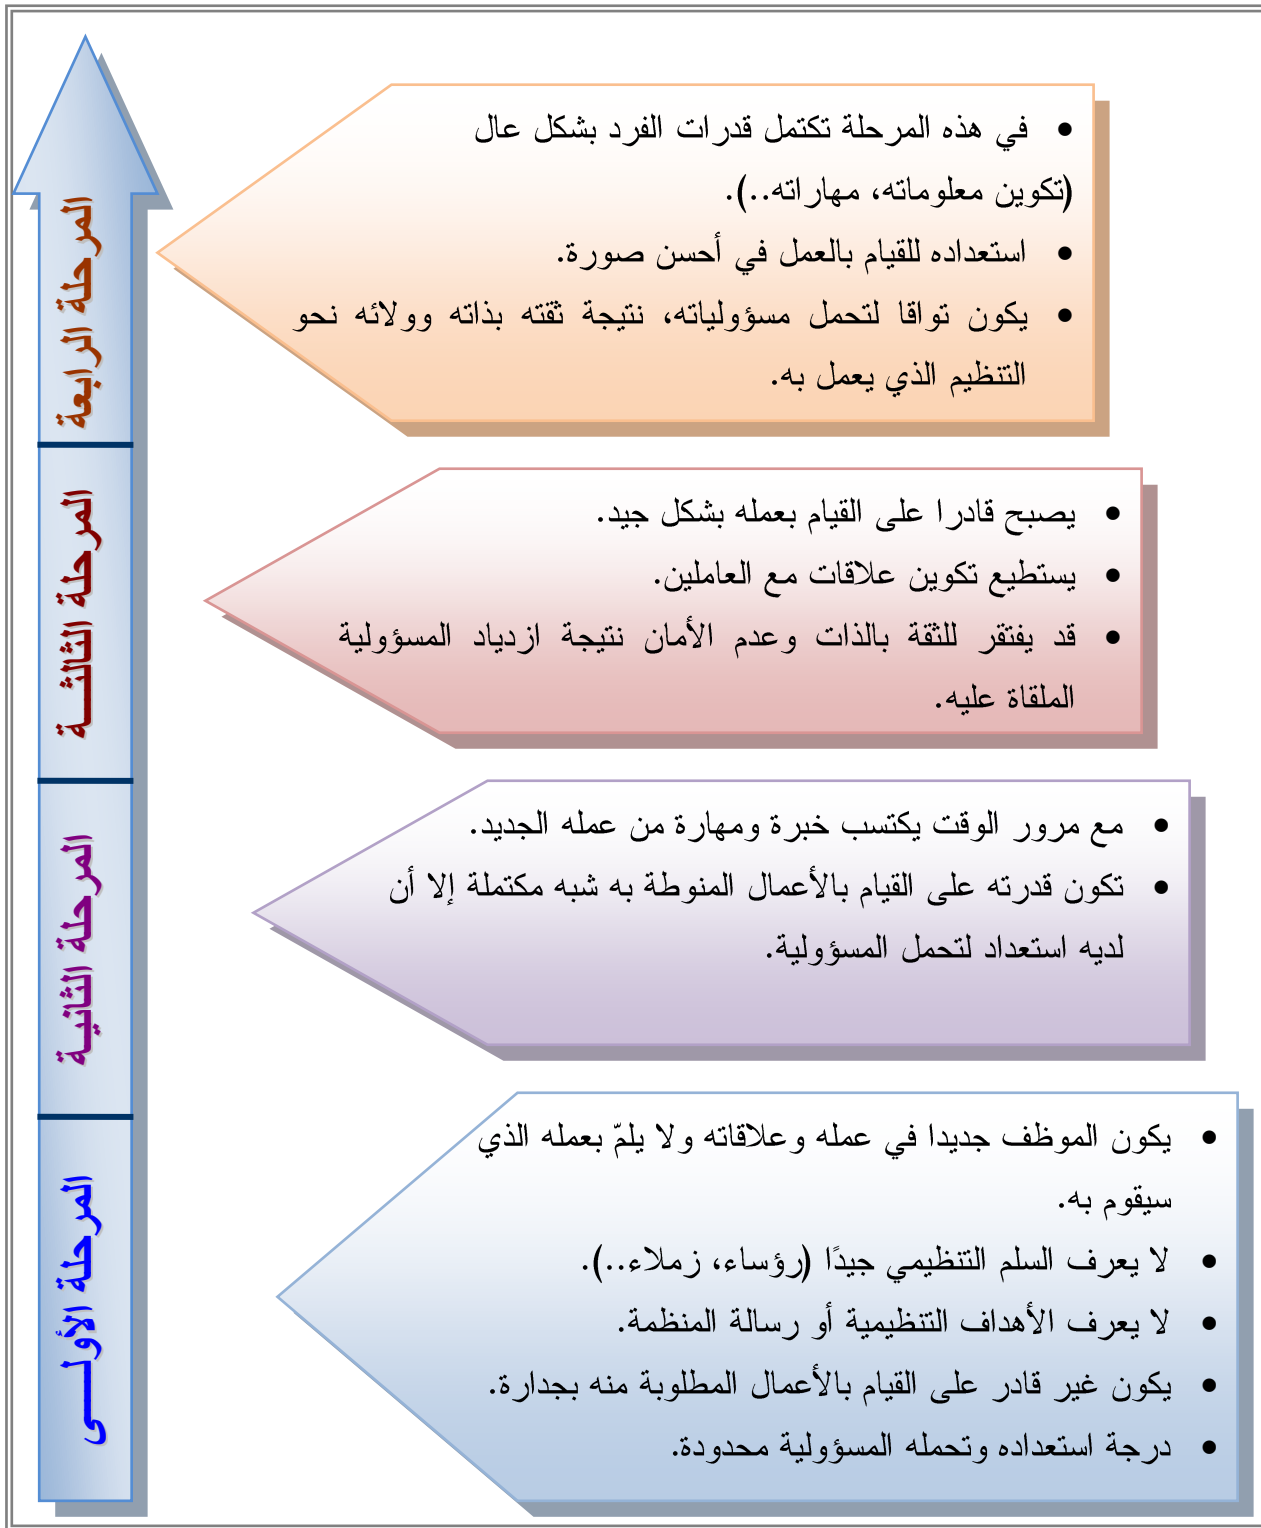 المرحلة الرابعة
• في هذه المرحلة تكتمل قدرات الفرد بشكل عال
(تكوين معلوماته، مهاراته..).
• استعداده للقيام بالعمل في أحسن صورة.
• يكون تواقا لتحمل مسؤولياته، نتيجة ثقته بذاته وولائه نحو
التنظيم الذي يعمل به.
المرحلة الثالثــة
• يصبح قادرا على القيام بعمله بشكل جيد.
• يستطيع تكوين علاقات مع العاملين.
• قد يفتقر للثقة بالذات وعدم الأمان نتيجة ازدياد المسؤولية
الملقاة عليه.
المرحلة الثانيـة
• مع مرور الوقت يكتسب خبرة ومهارة من عمله الجديد.
• تكون قدرته على القيام بالأعمال المنوطة به شبه مكتملة إلا أن
لديه استعداد لتحمل المسؤولية.
المرحلة الأولـــى
• يكون الموظف جديدا في عمله وعلاقاته ولا يلمّ بعمله الذي
سيقوم به.
• لا يعرف السلم التنظيمي جيدًا (رؤساء، زملاء..).
• لا يعرف الأهداف التنظيمية أو رسالة المنظمة.
• يكون غير قادر على القيام بالأعمال المطلوبة منه بجدارة.
• درجة استعداده وتحمله المسؤولية محدودة.